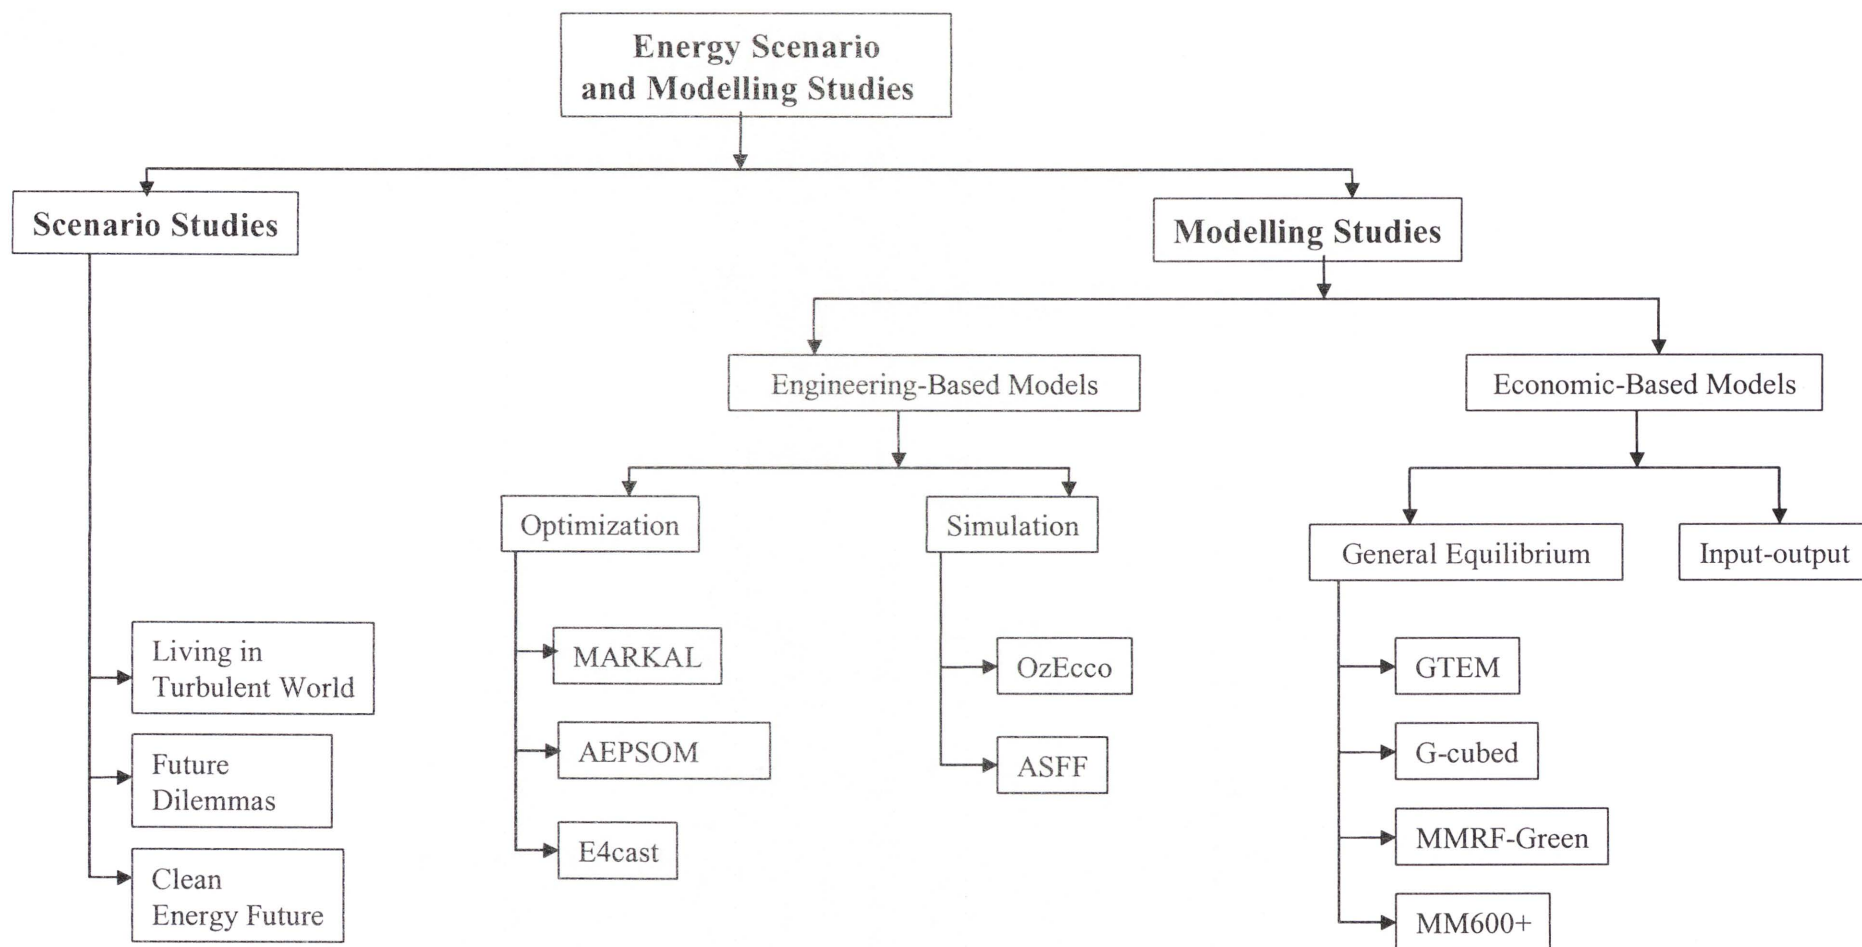 Energy Scenario
and Modelling Studies
Scenario Studies
Modelling Studies
Engineering-Based Models
Economic-Based Models
Optimization
Simulation
General Equilibrium
Input-output
Living in
Turbulent World
Future
Dilemmas
Clean
Energy Future
MARKAL
AEPSOM
E4cast
OzEcco
ASFF
GTEM
G-cubed
MMRF-Green
MM600+